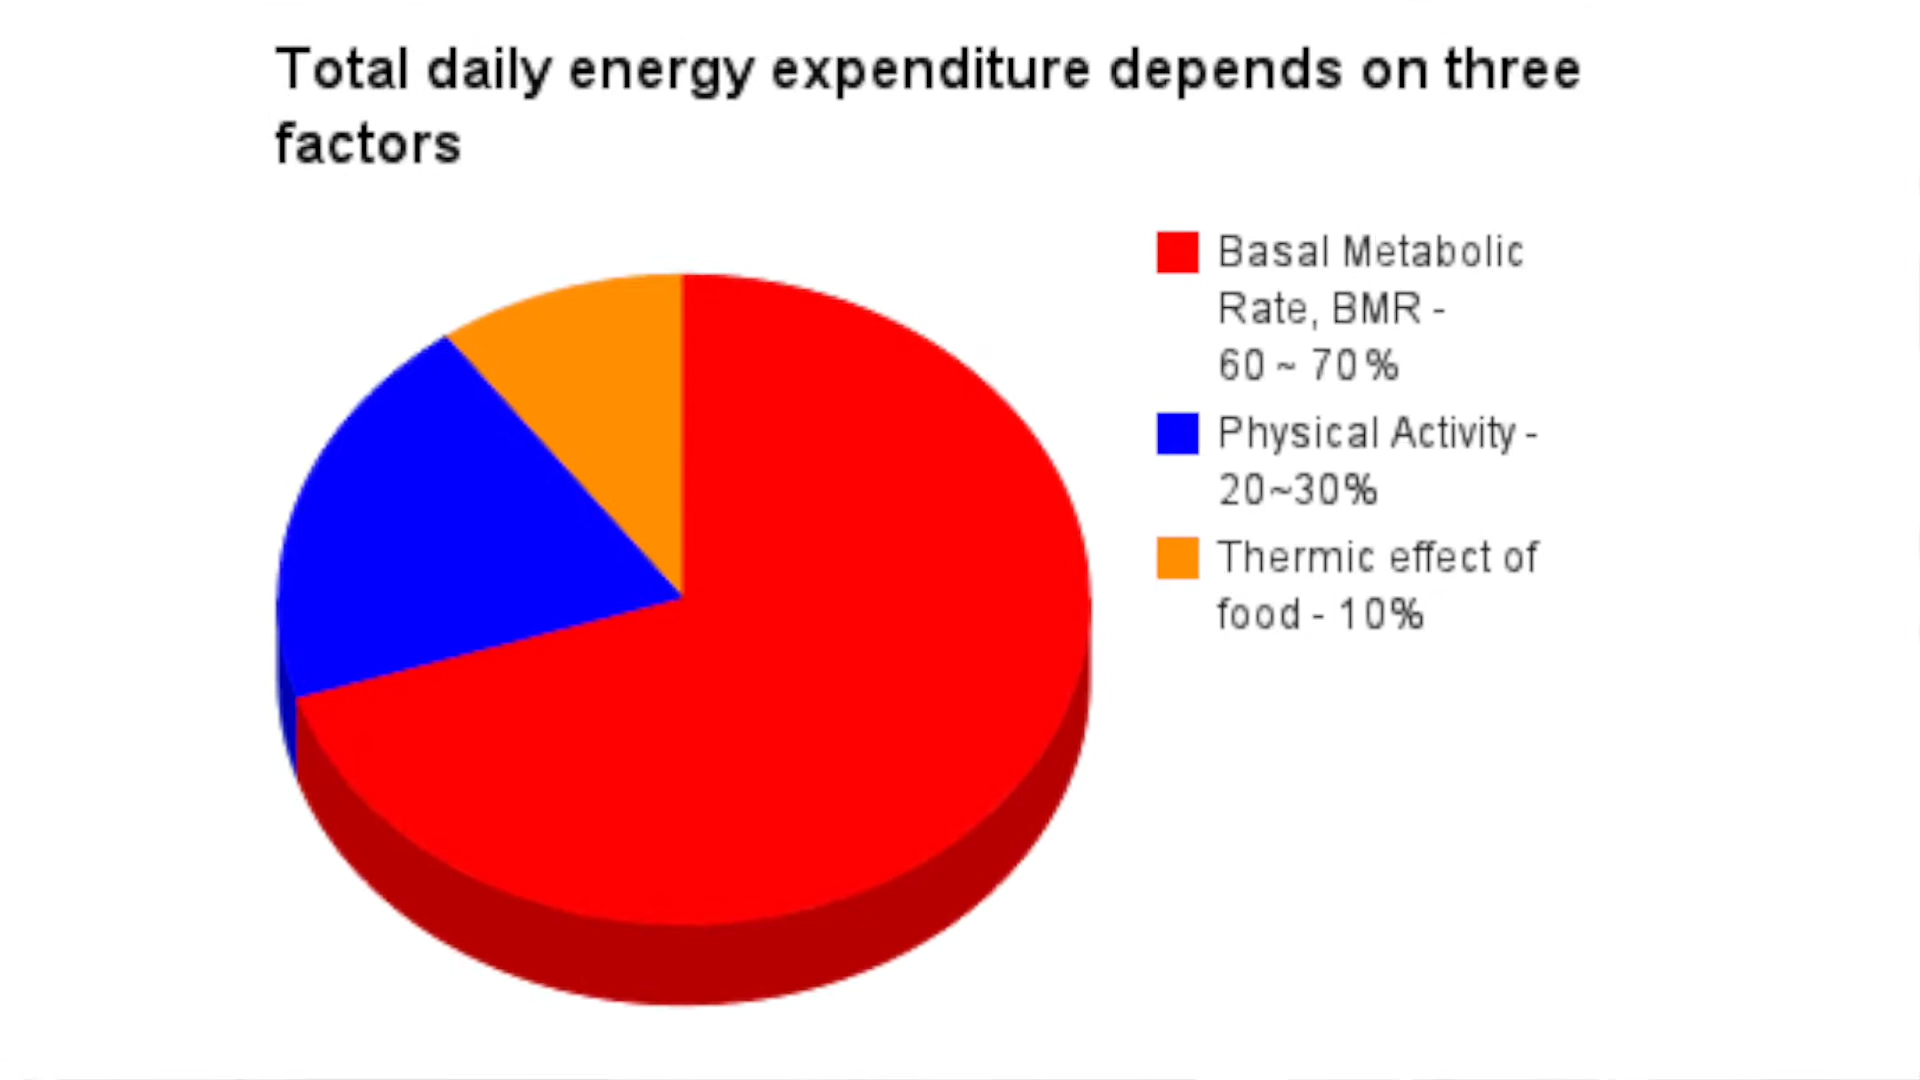 Total daily energy expenditure depends on three
factors
Basal Metabolic
Rate, BMR -
60 ~ 70%
Physical Activity -
20~30%
Thermic effect of
food - 10%